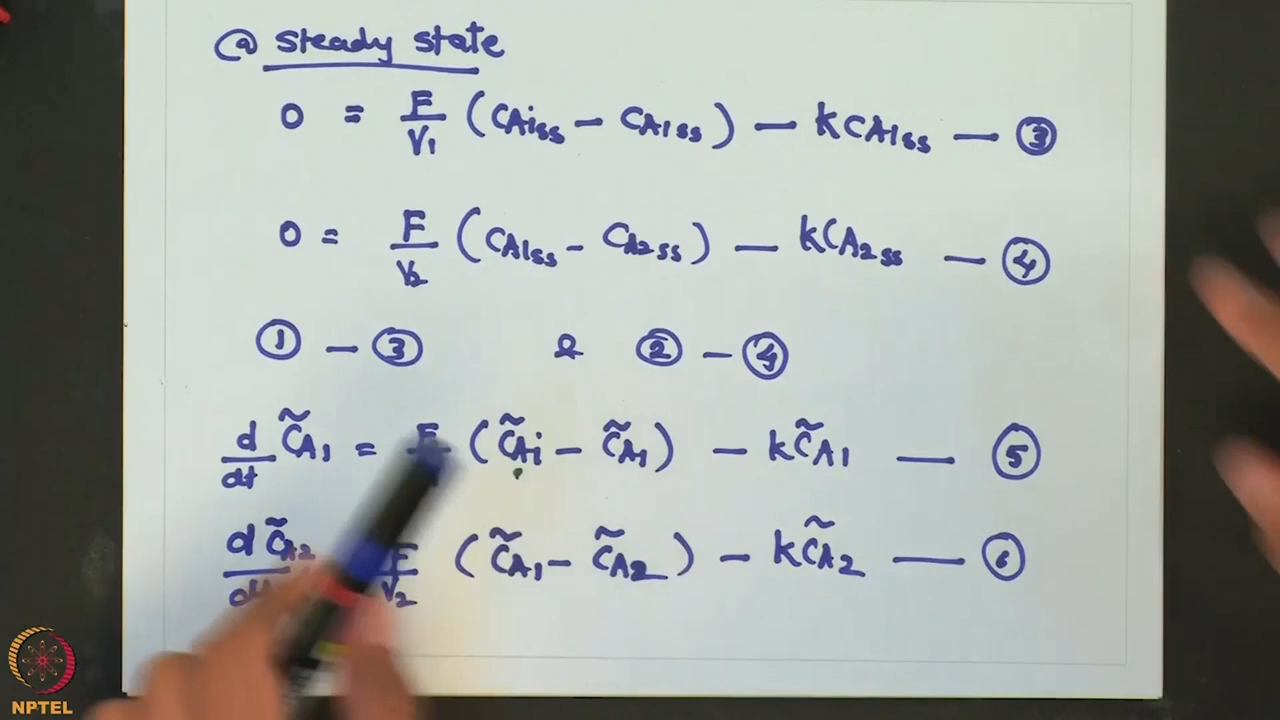 @ steady state
0 = F/V1 (CAiss - CA1ss) - kCA1ss — ③
0 = F/V2 (CA1ss - CA2ss) - kCA2ss — ④
① - ③ & ② - ④
d/dt C̃A1 = (C̃Ai - C̃A1) - kC̃A1 — ⑤
dC̃A2 F/V2 (C̃A1 - C̃A2) - kC̃A2 — ⑥
NPTEL